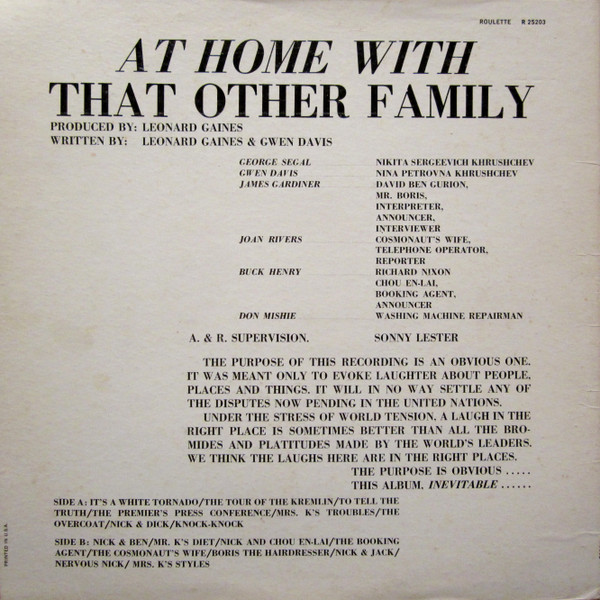 ROULETTE R 25203
AT HOME WITH
THAT OTHER FAMILY
PRODUCED BY: LEONARD GAINES
WRITTEN BY: LEONARD GAINES & GWEN DAVIS
GEORGE SEGAL NIKITA SERGEEVICH KHRUSHCHEV
GWEN DAVIS NINA PETROVNA KHRUSHCHEV
JAMES GARDINER DAVID BEN GURION,
MR. BORIS,
INTERPRETER,
ANNOUNCER,
INTERVIEWER
JOAN RIVERS COSMONAUT'S WIFE,
TELEPHONE OPERATOR,
REPORTER
BUCK HENRY RICHARD NIXON
CHOU EN-LAI,
BOOKING AGENT,
ANNOUNCER
DON MISHIE WASHING MACHINE REPAIRMAN
A. & R. SUPERVISION. SONNY LESTER
THE PURPOSE OF THIS RECORDING IS AN OBVIOUS ONE.
IT WAS MEANT ONLY TO EVOKE LAUGHTER ABOUT PEOPLE,
PLACES AND THINGS. IT WILL IN NO WAY SETTLE ANY OF
THE DISPUTES NOW PENDING IN THE UNITED NATIONS.
UNDER THE STRESS OF WORLD TENSION, A LAUGH IN THE
RIGHT PLACE IS SOMETIMES BETTER THAN ALL THE BRO-
MIDES AND PLATITUDES MADE BY THE WORLD'S LEADERS.
WE THINK THE LAUGHS HERE ARE IN THE RIGHT PLACES.
THE PURPOSE IS OBVIOUS .....
THIS ALBUM, INEVITABLE ......
SIDE A: IT'S A WHITE TORNADO/THE TOUR OF THE KREMLIN/TO TELL THE
TRUTH/THE PREMIER'S PRESS CONFERENCE/MRS. K'S TROUBLES/THE
OVERCOAT/NICK & DICK/KNOCK-KNOCK
SIDE B: NICK & BEN/MR. K'S DIET/NICK AND CHOU EN-LAI/THE BOOKING
AGENT/THE COSMONAUT'S WIFE/BORIS THE HAIRDRESSER/NICK & JACK/
NERVOUS NICK/ MRS. K'S STYLES
PRINTED IN U.S.A.